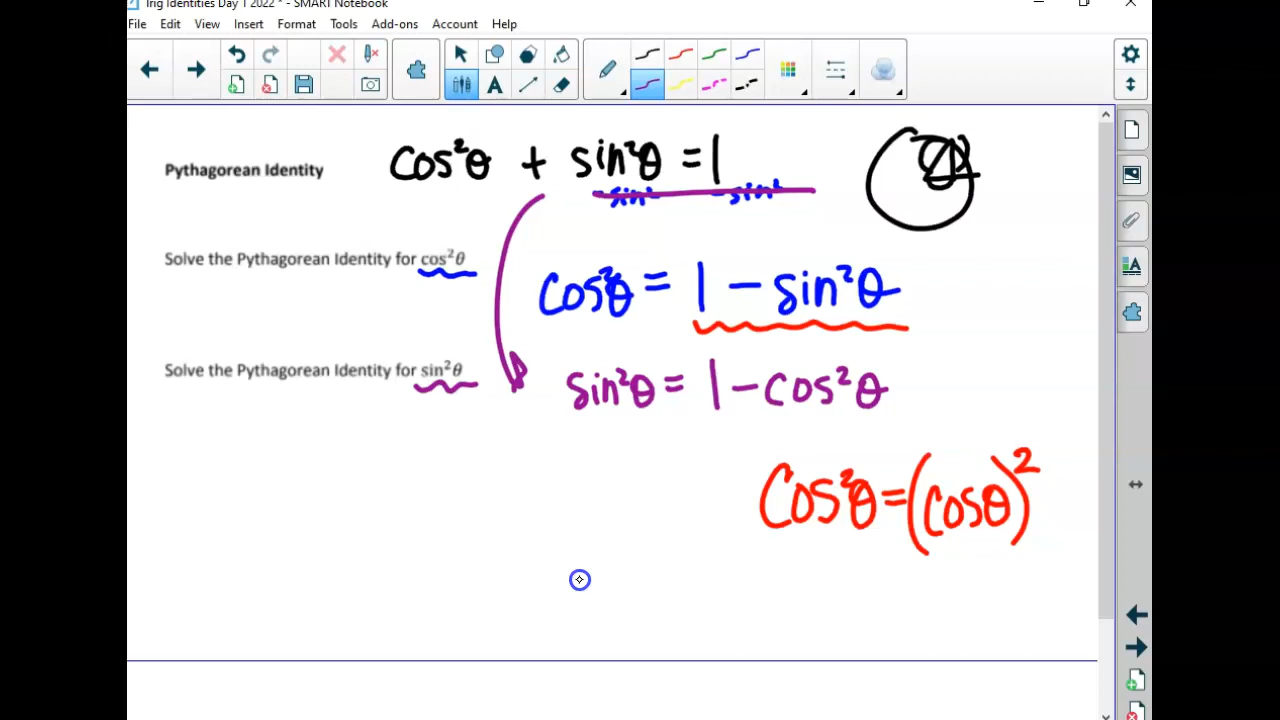 Trig Identities Day 1 2022 * - SMART Notebook
File Edit View Insert Format Tools Add-ons Account Help
Pythagorean Identity cos²θ + sin²θ = 1
-sin² -sin²
Solve the Pythagorean Identity for cos²θ
cos²θ = 1 - sin²θ
Solve the Pythagorean Identity for sin²θ
sin²θ = 1 - cos²θ
cos²θ = (cosθ)²